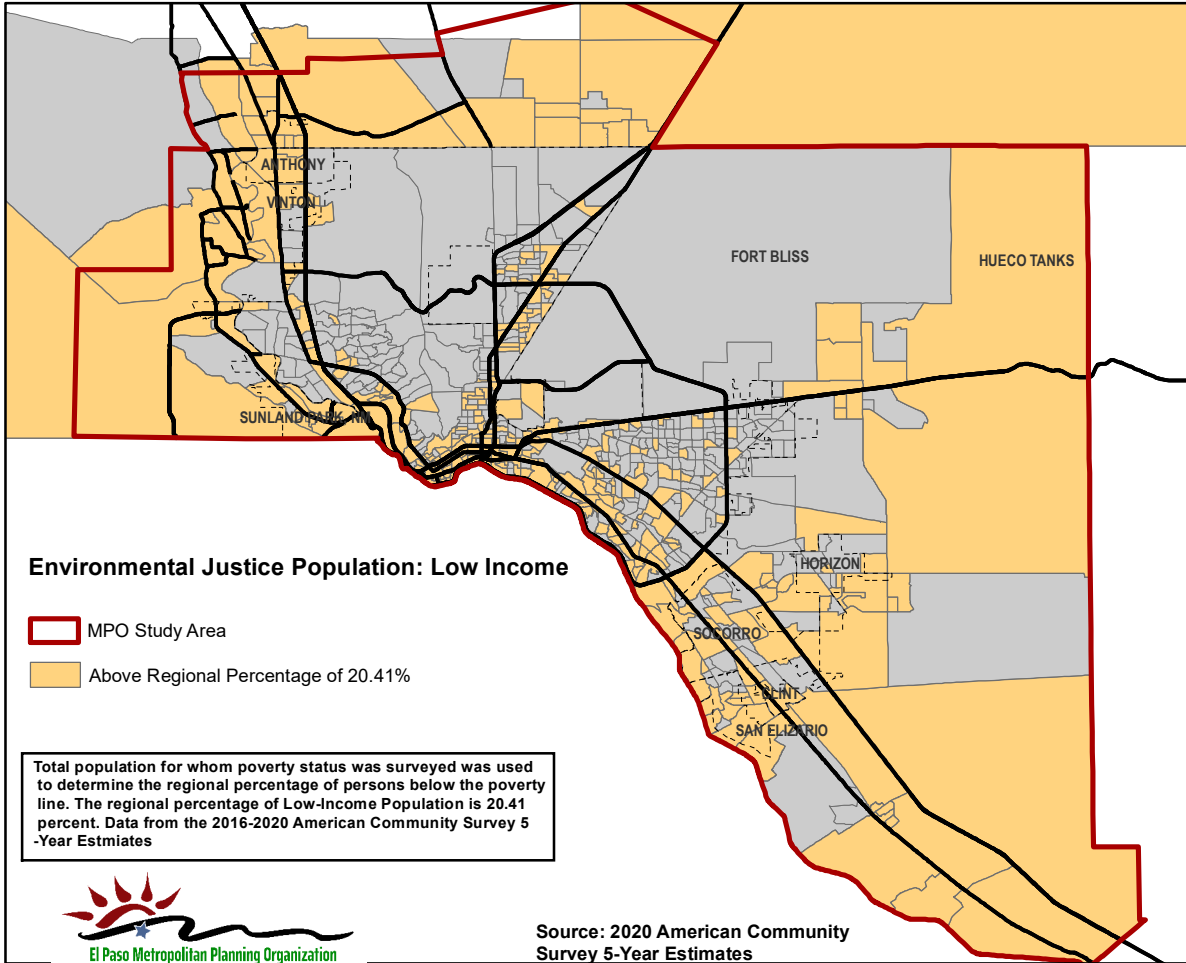 ANTHONY
VINTON
FORT BLISS
HUECO TANKS
SUNLAND PARK, NM
HORIZON
SOCORRO
CLINT
SAN ELIZARIO
Environmental Justice Population: Low Income
MPO Study Area
Above Regional Percentage of 20.41%
Total population for whom poverty status was surveyed was used
to determine the regional percentage of persons below the poverty
line. The regional percentage of Low-Income Population is 20.41
percent. Data from the 2016-2020 American Community Survey 5
-Year Estmiates
El Paso Metropolitan Planning Organization
Source: 2020 American Community
Survey 5-Year Estimates